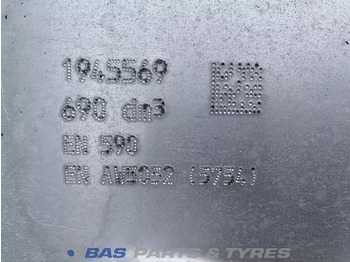 1945569
690 dm³
EN 590
EN AW5052 (5754)
BAS PARTS & TYRES